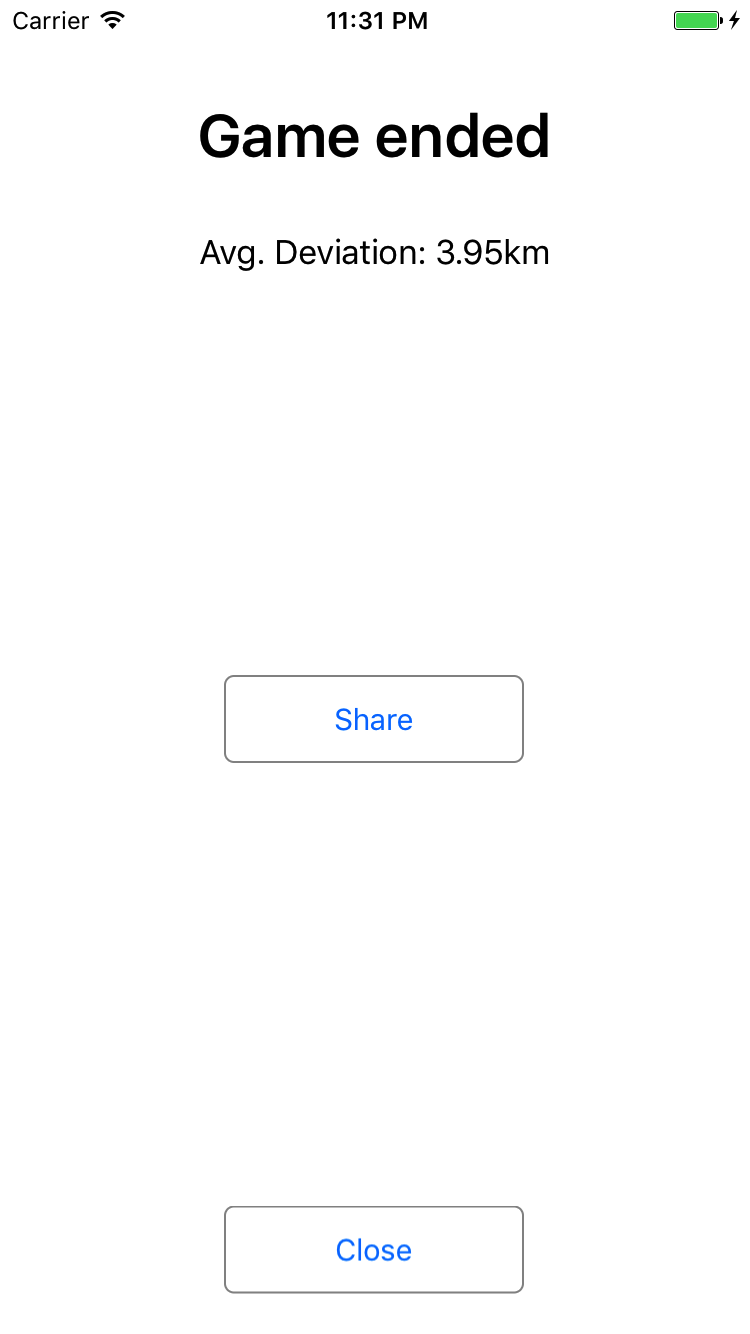 Carrier 11:31 PM
Game ended
Avg. Deviation: 3.95km
Share
Close